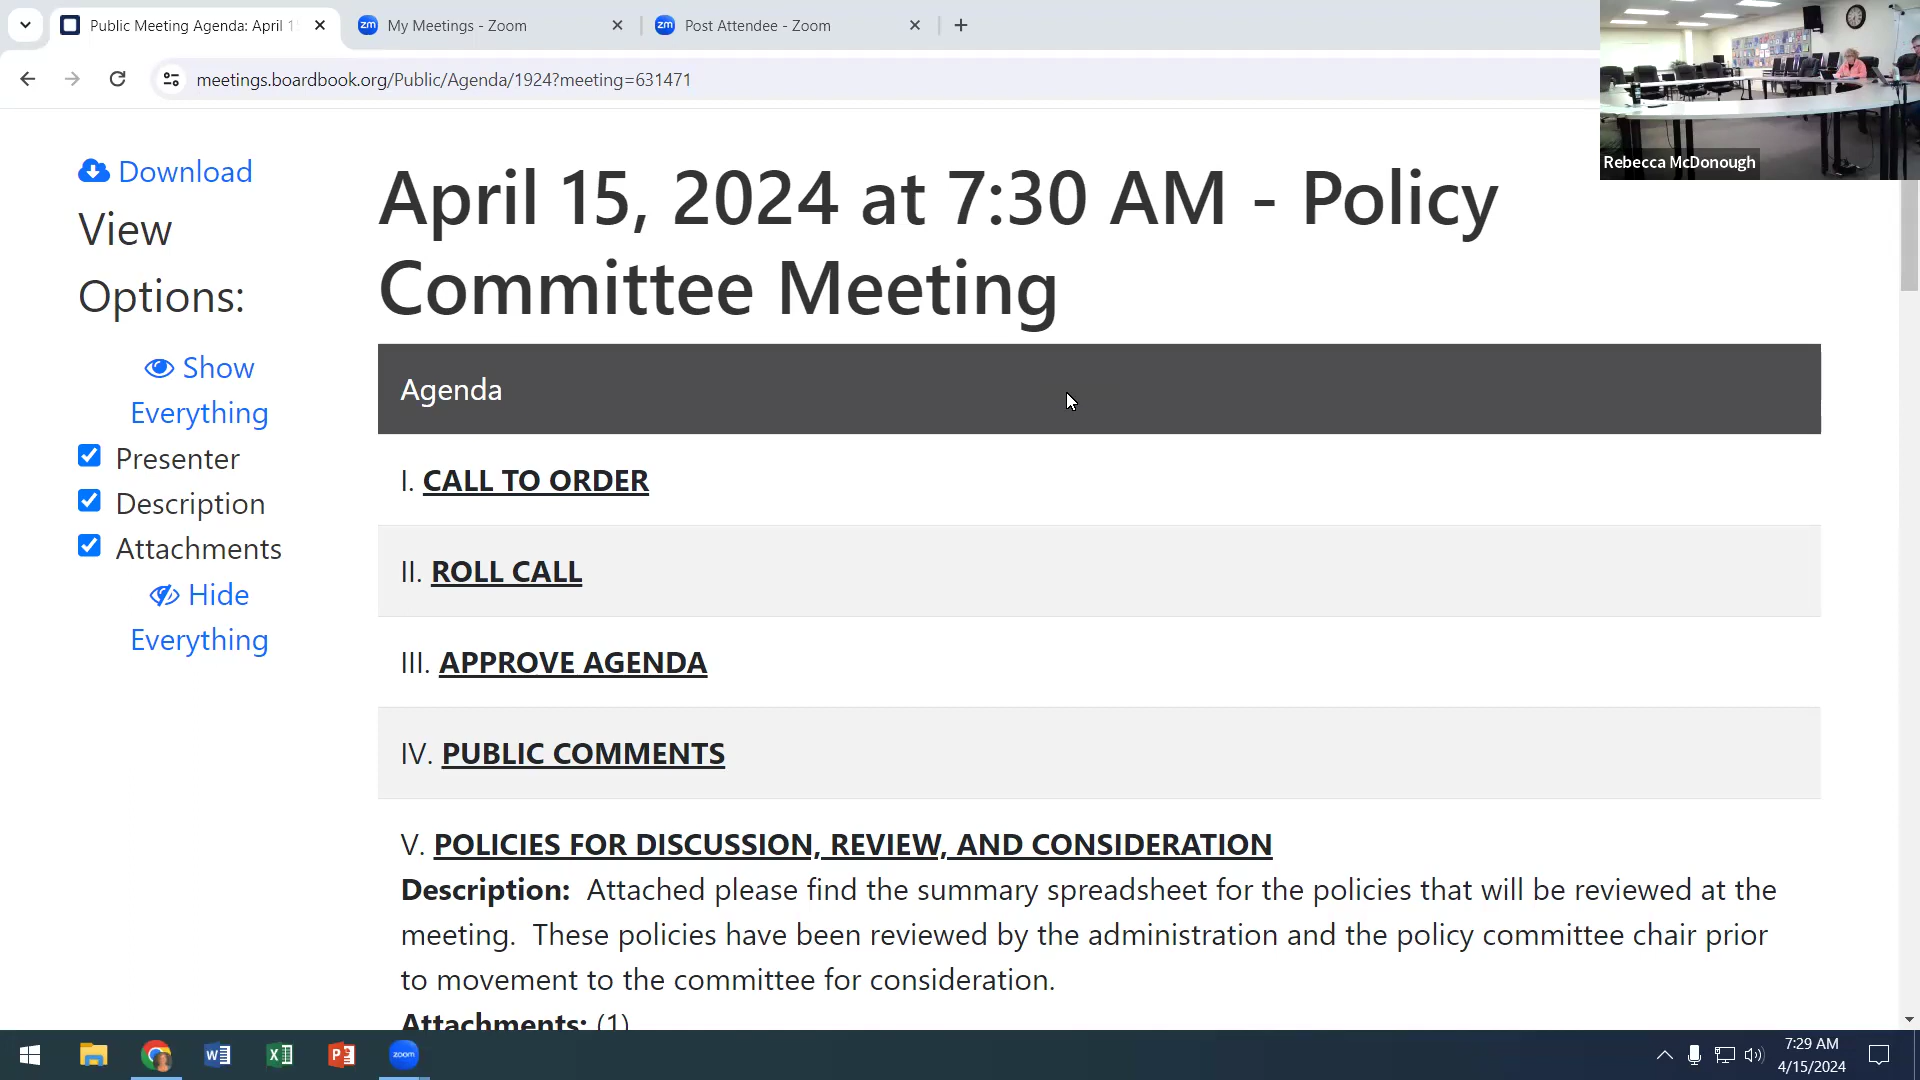 Public Meeting Agenda: April 1
My Meetings - Zoom
Post Attendee - Zoom
meetings.boardbook.org/Public/Agenda/1924?meeting=631471
Rebecca McDonough
Download
View
Options:
Show
Everything
Presenter
Description
Attachments
Hide
Everything
April 15, 2024 at 7:30 AM - Policy
Committee Meeting
Agenda
I. CALL TO ORDER
II. ROLL CALL
III. APPROVE AGENDA
IV. PUBLIC COMMENTS
V. POLICIES FOR DISCUSSION, REVIEW, AND CONSIDERATION
Description: Attached please find the summary spreadsheet for the policies that will be reviewed at the
meeting. These policies have been reviewed by the administration and the policy committee chair prior
to movement to the committee for consideration.
Attachments: (1)
zoom
7:29 AM
4/15/2024